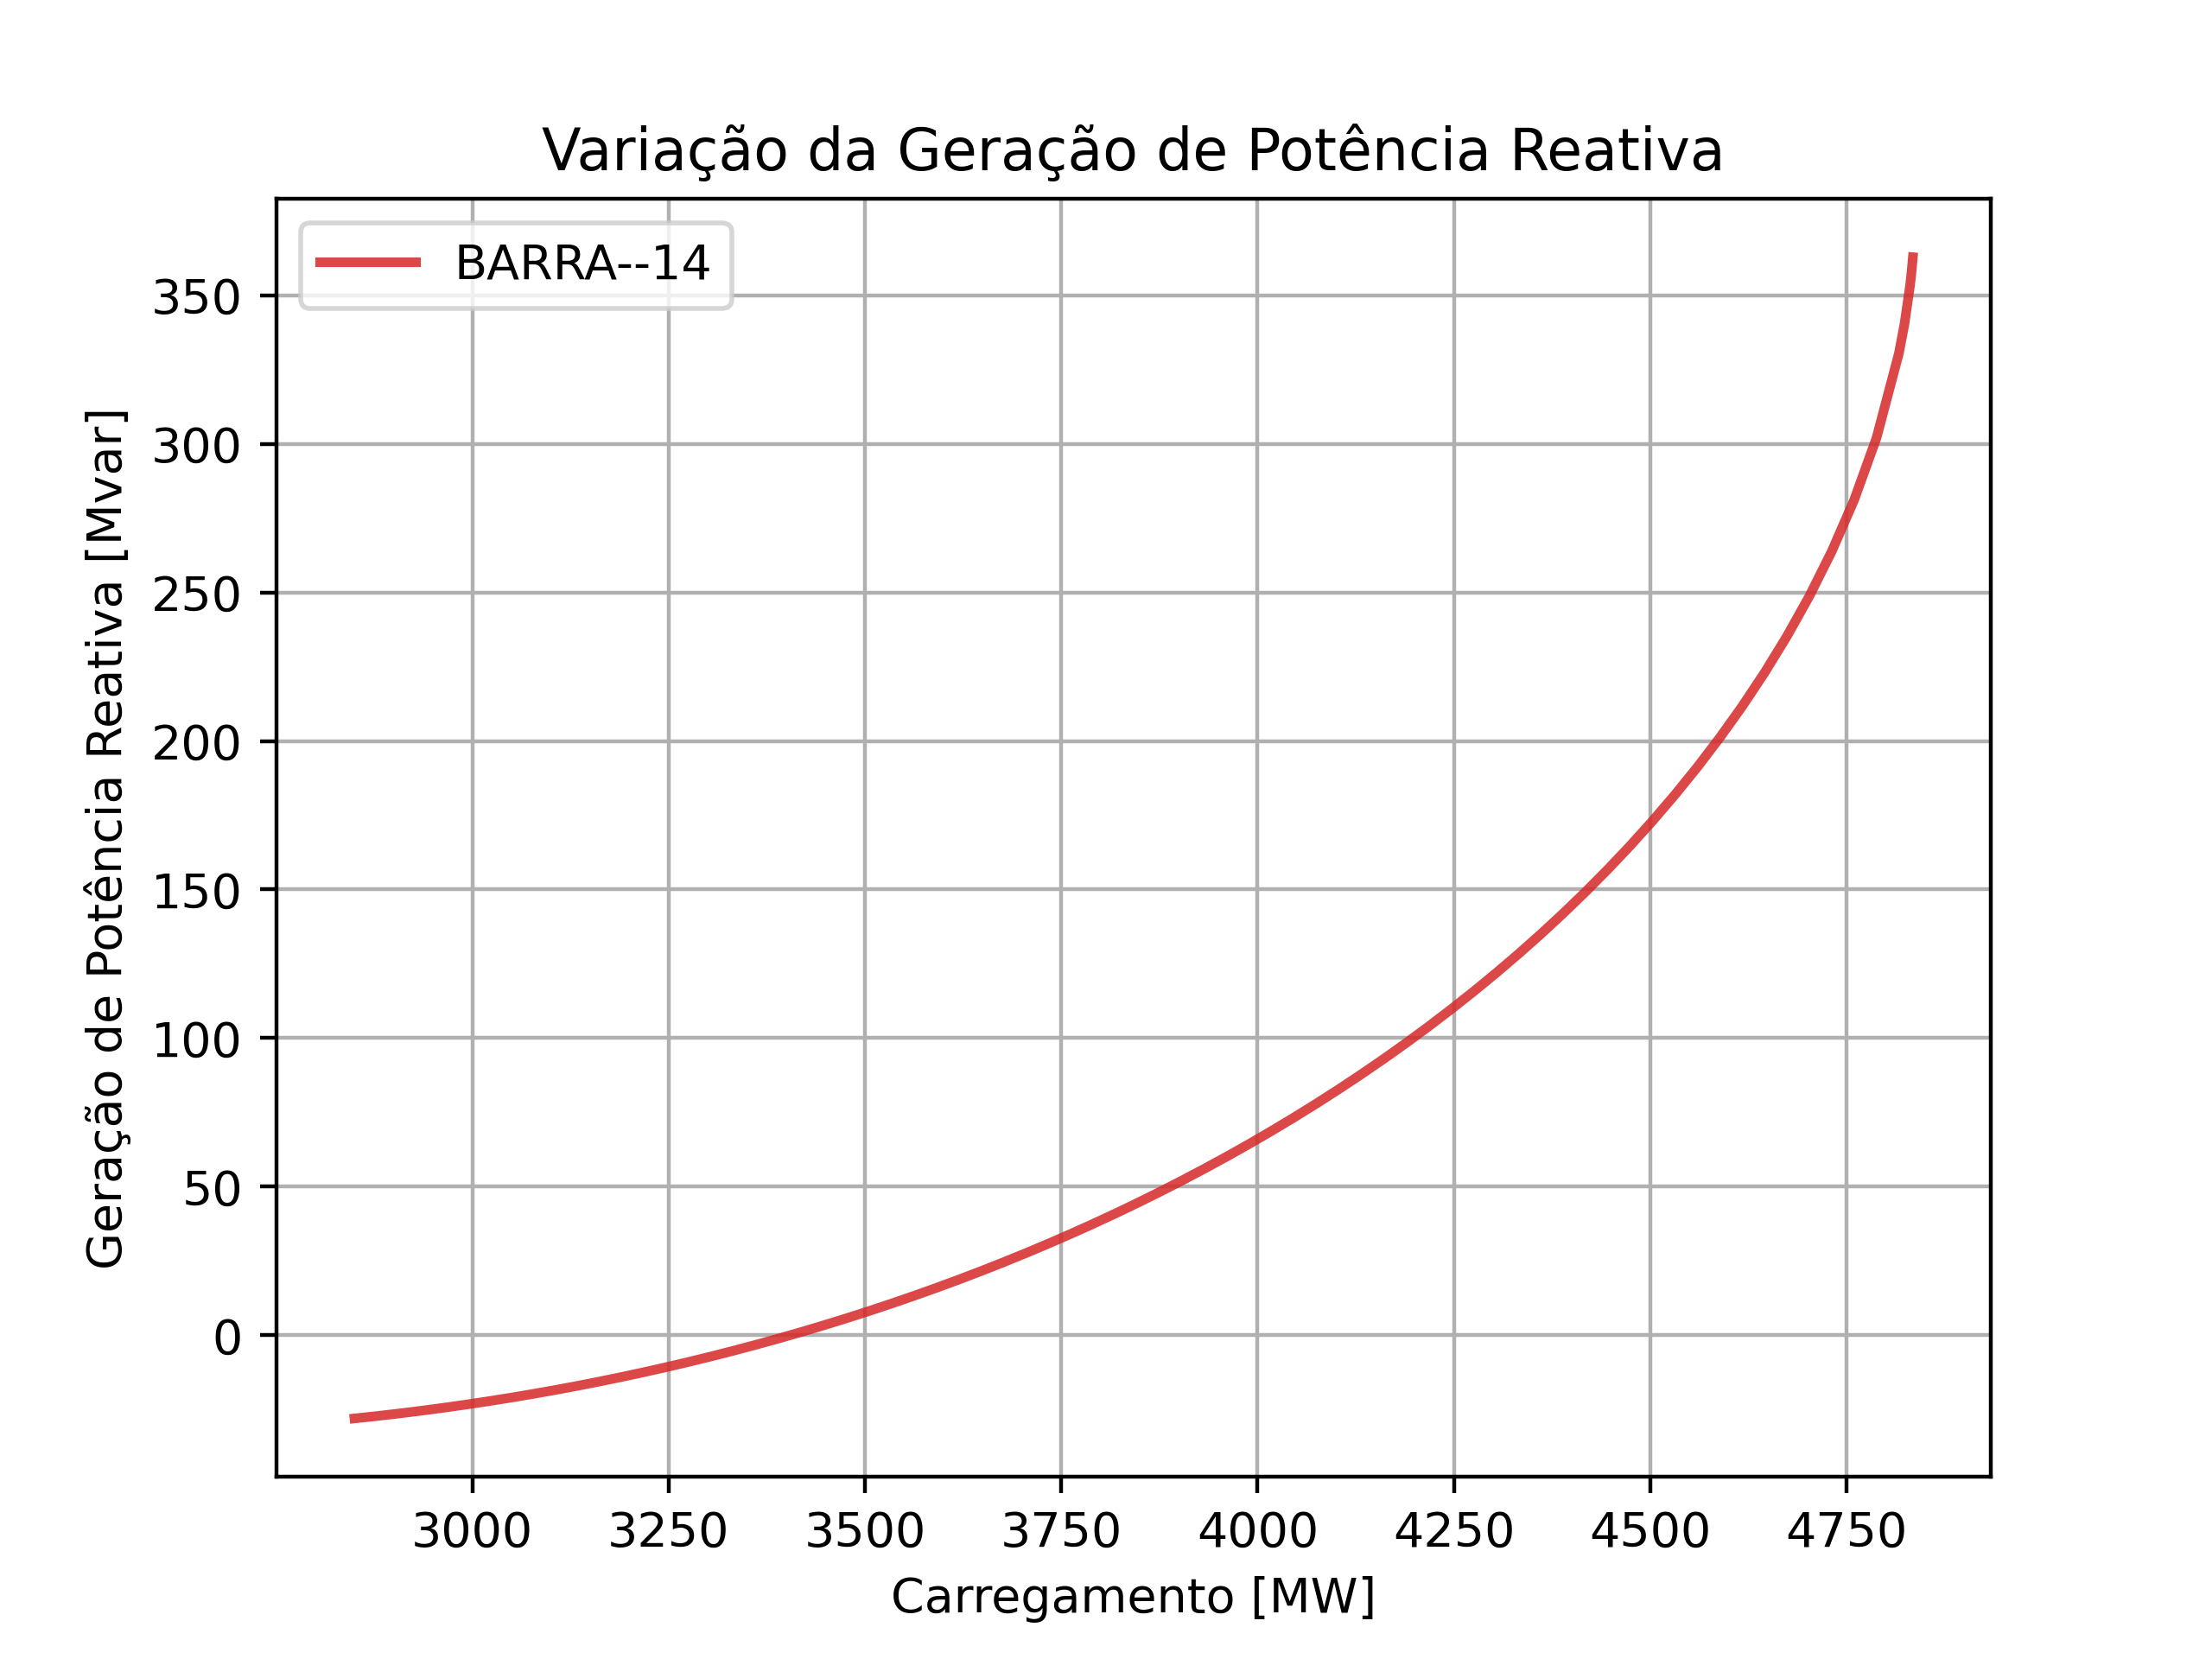 Variação da Geração de Potência Reativa
BARRA--14
Geração de Potência Reativa [Mvar]
350
300
250
200
150
100
50
0
3000 3250 3500 3750 4000 4250 4500 4750
Carregamento [MW]